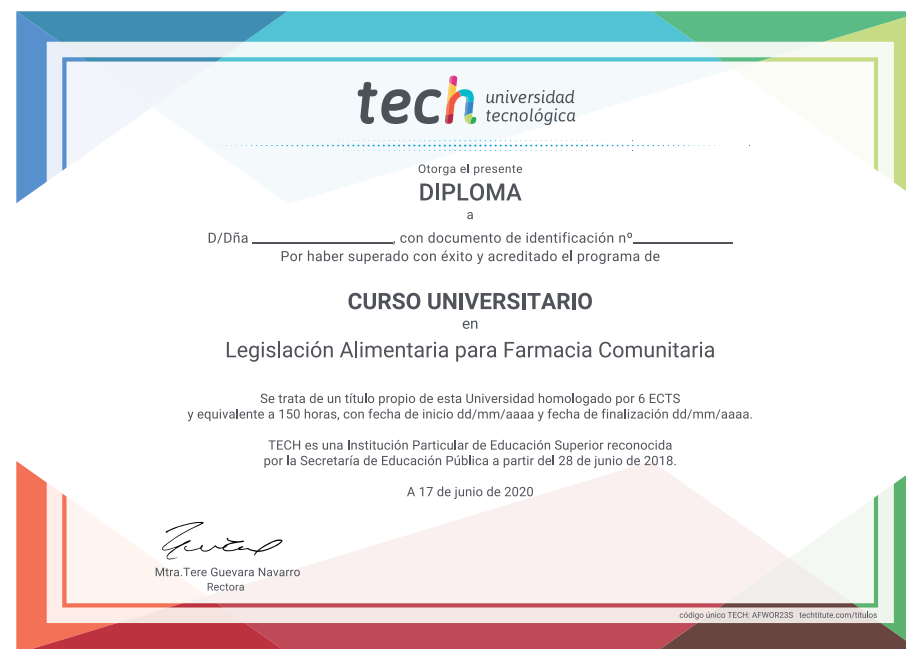 tech universidad
tecnológica
Otorga el presente
DIPLOMA
a
D/Dña ____________________, con documento de identificación nº______________
Por haber superado con éxito y acreditado el programa de
CURSO UNIVERSITARIO
en
Legislación Alimentaria para Farmacia Comunitaria
Se trata de un título propio de esta Universidad homologado por 6 ECTS
y equivalente a 150 horas, con fecha de inicio dd/mm/aaaa y fecha de finalización dd/mm/aaaa.
TECH es una Institución Particular de Educación Superior reconocida
por la Secretaría de Educación Pública a partir del 28 de junio de 2018.
A 17 de junio de 2020
Mtra.Tere Guevara Navarro
Rectora
código único TECH: AFWOR23S techtitute.com/titulos